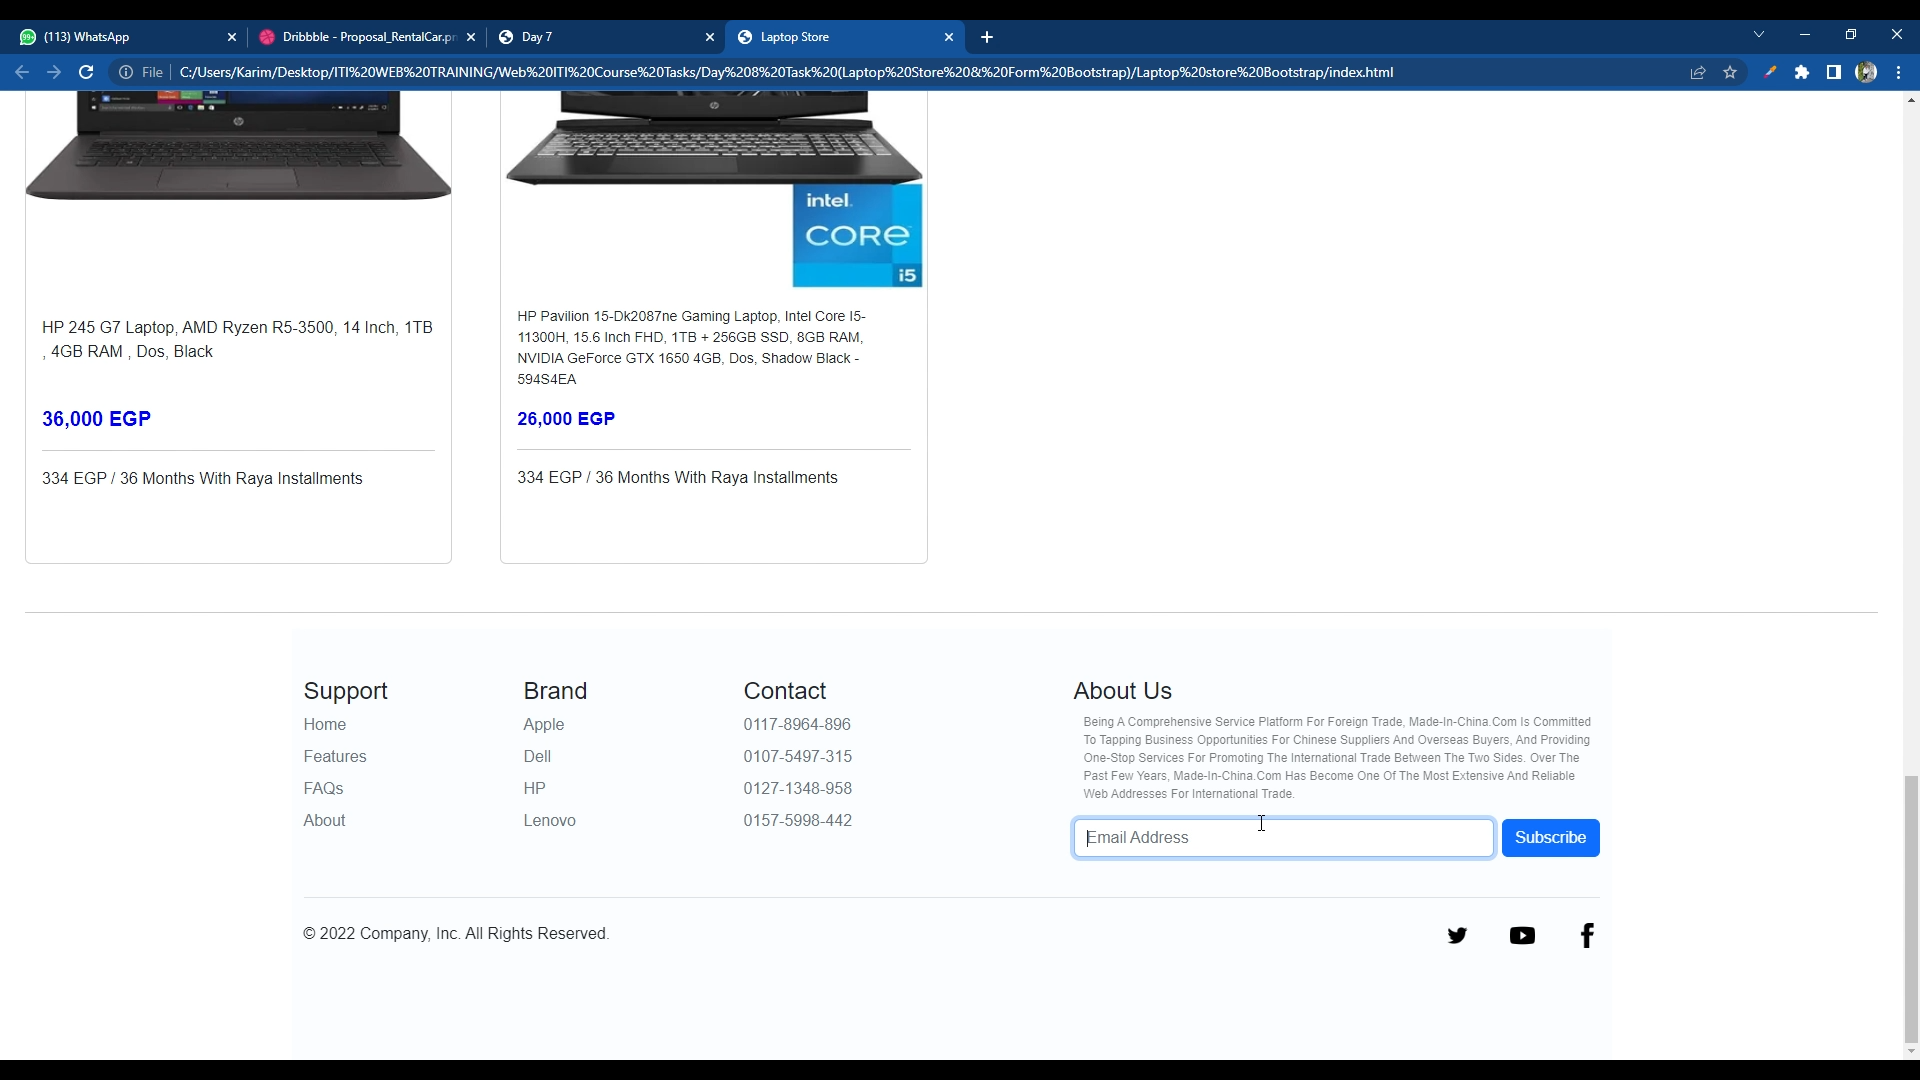 (113) WhatsApp
Dribbble - Proposal_RentalCar.pn
Day 7
Laptop Store
File
C:/Users/Karim/Desktop/ITI%20WEB%20TRAINING/Web%20ITI%20Course%20Tasks/Day%208%20Task%20(Laptop%20Store%20&%20Form%20Bootstrap)/Laptop%20store%20Bootstrap/index.html
hp
hp
intel.
CORE
i5
HP 245 G7 Laptop, AMD Ryzen R5-3500, 14 Inch, 1TB
, 4GB RAM , Dos, Black
36,000 EGP
334 EGP / 36 Months With Raya Installments
HP Pavilion 15-Dk2087ne Gaming Laptop, Intel Core I5-
11300H, 15.6 Inch FHD, 1TB + 256GB SSD, 8GB RAM,
NVIDIA GeForce GTX 1650 4GB, Dos, Shadow Black -
594S4EA
26,000 EGP
334 EGP / 36 Months With Raya Installments
Support
Home
Features
FAQs
About
Brand
Apple
Dell
HP
Lenovo
Contact
0117-8964-896
0107-5497-315
0127-1348-958
0157-5998-442
About Us
Being A Comprehensive Service Platform For Foreign Trade, Made-In-China.Com Is Committed
To Tapping Business Opportunities For Chinese Suppliers And Overseas Buyers, And Providing
One-Stop Services For Promoting The International Trade Between The Two Sides. Over The
Past Few Years, Made-In-China.Com Has Become One Of The Most Extensive And Reliable
Web Addresses For International Trade.
Email Address
Subscribe
© 2022 Company, Inc. All Rights Reserved.